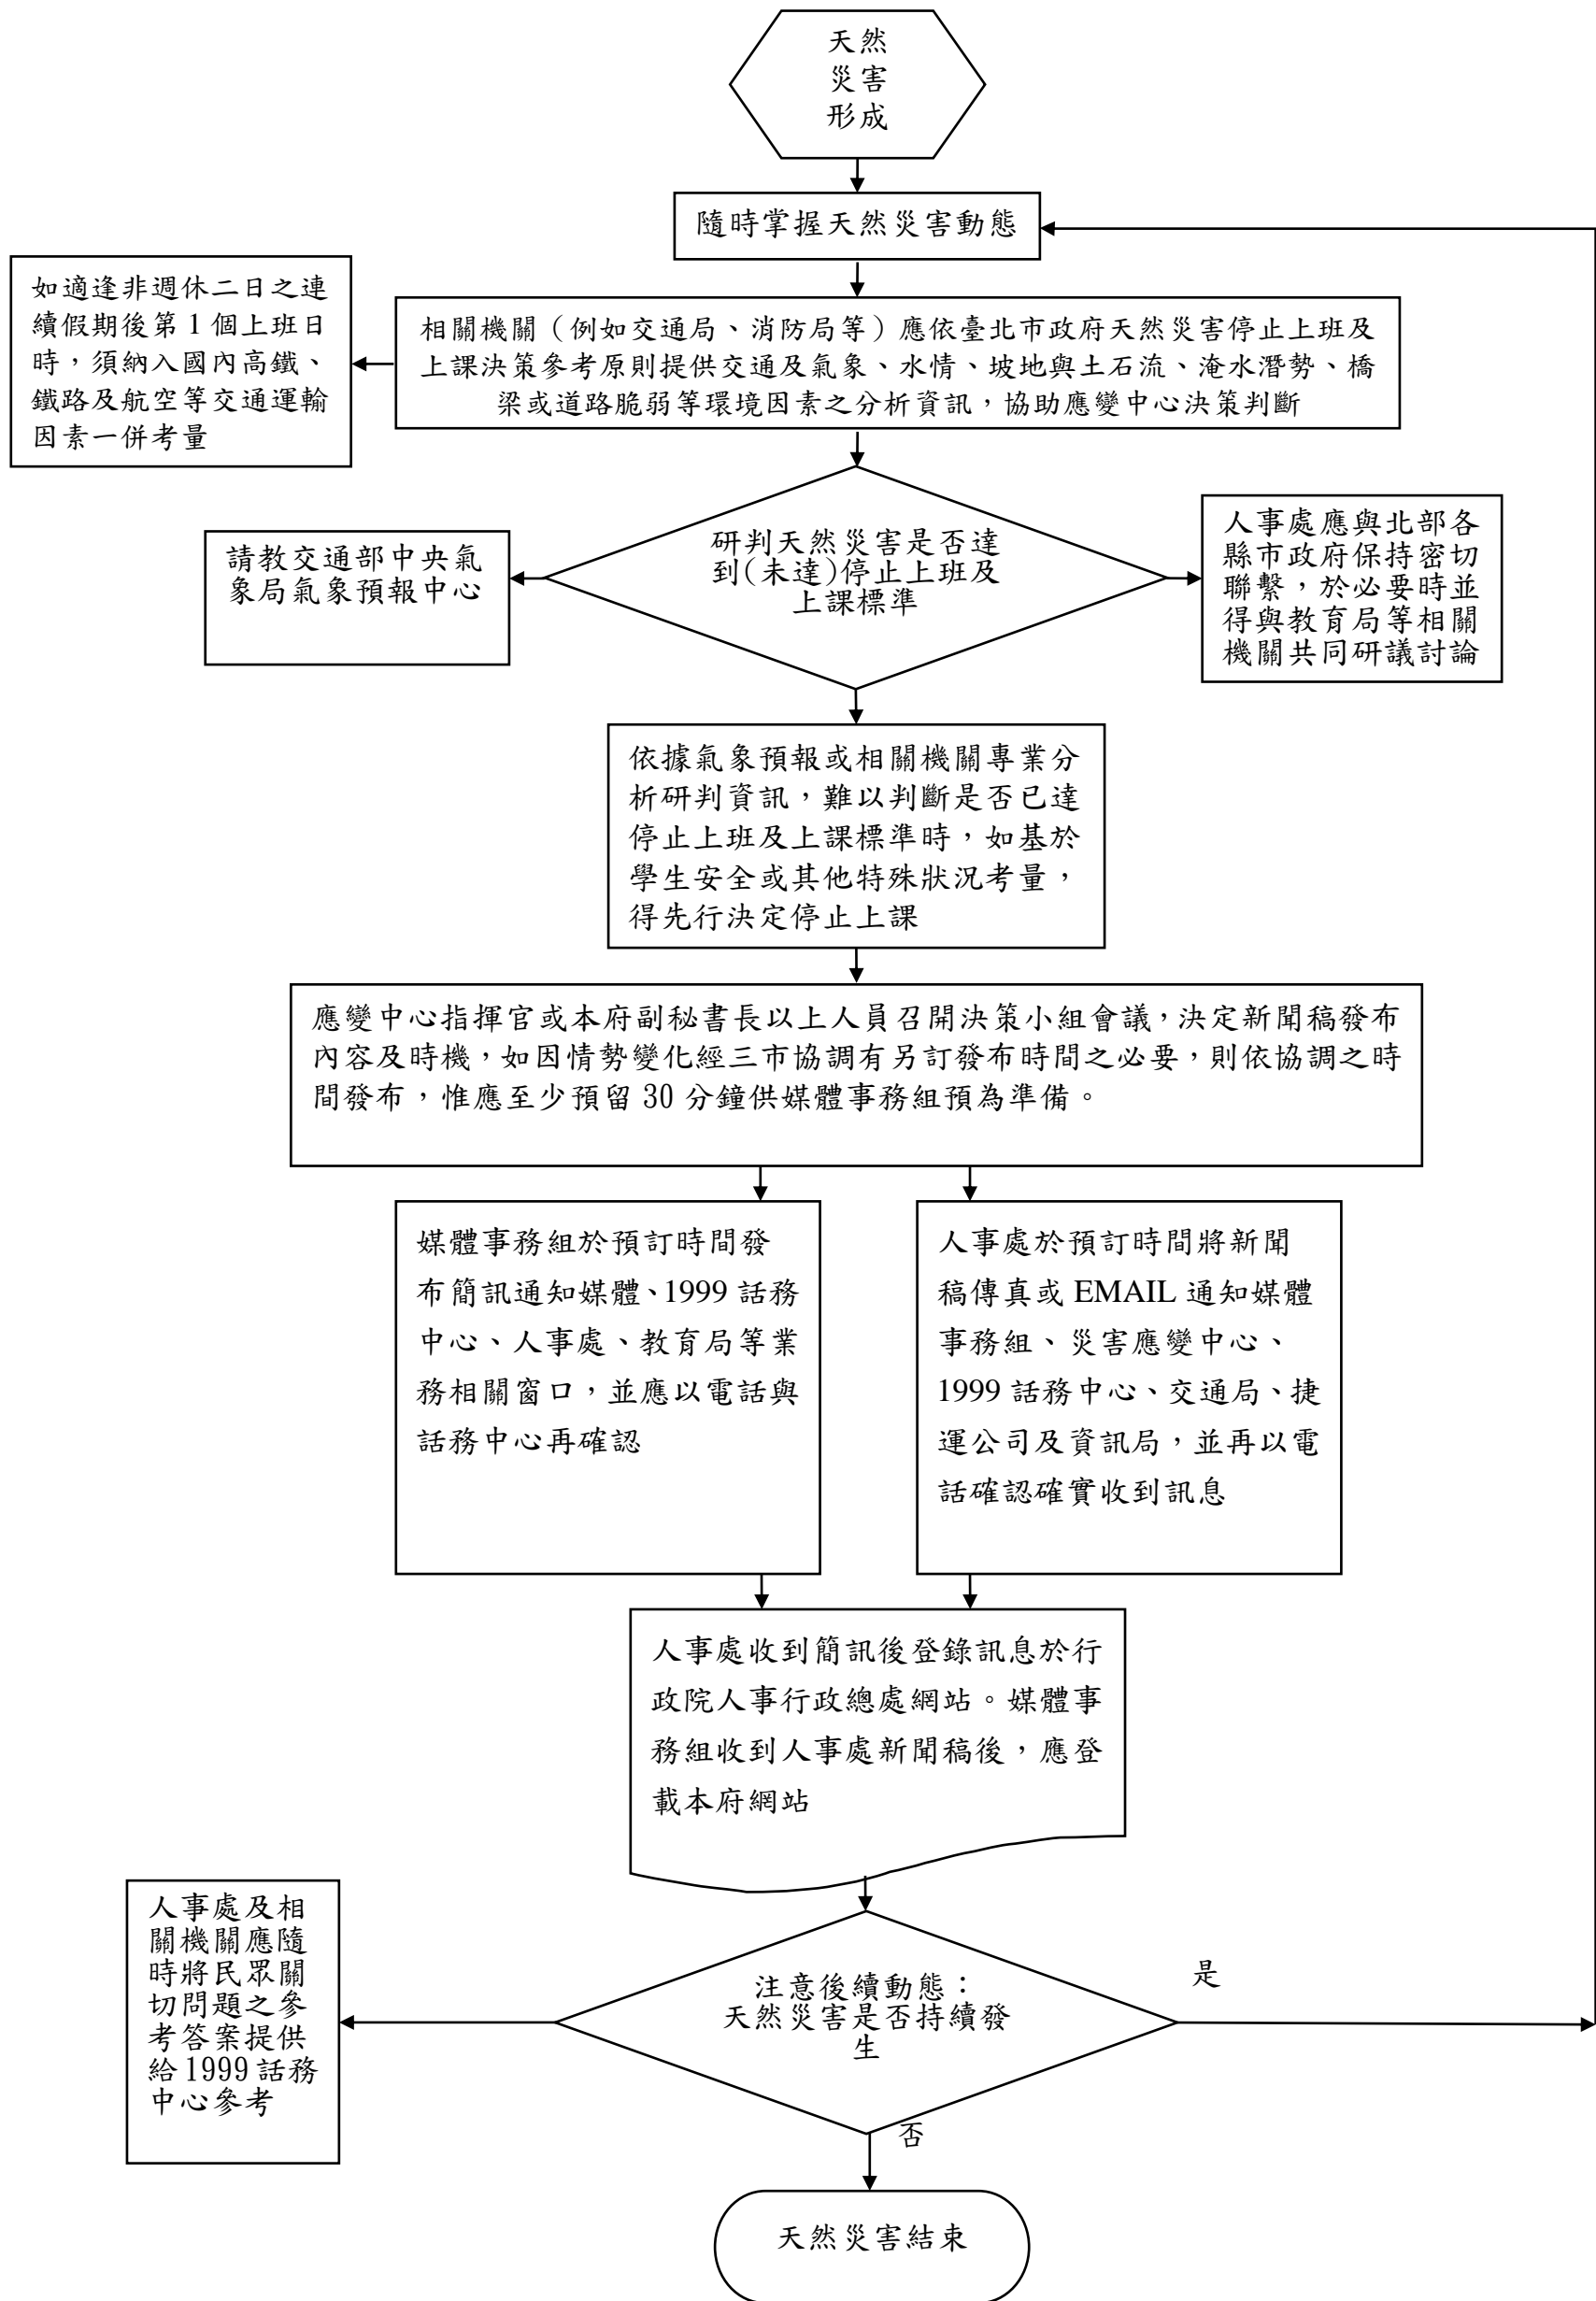 天然
災害
形成
隨時掌握天然災害動態
如適逢非週休二日之連
續假期後第1個上班日
時，須納入國內高鐵、
鐵路及航空等交通運輸
因素一併考量
相關機關（例如交通局、消防局等）應依臺北市政府天然災害停止上班及
上課決策參考原則提供交通及氣象、水情、坡地與土石流、淹水潛勢、橋
梁或道路脆弱等環境因素之分析資訊，協助應變中心決策判斷
請教交通部中央氣
象局氣象預報中心
研判天然災害是否達
到(未達)停止上班及
上課標準
人事處應與北部各
縣市政府保持密切
聯繫，於必要時並
得與教育局等相關
機關共同研議討論
依據氣象預報或相關機關專業分
析研判資訊，難以判斷是否已達
停止上班及上課標準時，如基於
學生安全或其他特殊狀況考量，
得先行決定停止上課
應變中心指揮官或本府副秘書長以上人員召開決策小組會議，決定新聞稿發布
內容及時機，如因情勢變化經三市協調有另訂發布時間之必要，則依協調之時
間發布，惟應至少預留30分鐘供媒體事務組預為準備。
媒體事務組於預訂時間發
布簡訊通知媒體、1999話務
中心、人事處、教育局等業
務相關窗口，並應以電話與
話務中心再確認
人事處於預訂時間將新聞
稿傳真或EMAIL通知媒體
事務組、災害應變中心、
1999話務中心、交通局、捷
運公司及資訊局，並再以電
話確認確實收到訊息
人事處收到簡訊後登錄訊息於行
政院人事行政總處網站。媒體事
務組收到人事處新聞稿後，應登
載本府網站
人事處及相
關機關應隨
時將民眾關
切問題之參
考答案提供
給1999話務
中心參考
注意後續動態：
天然災害是否持續發
生
是
否
天然災害結束